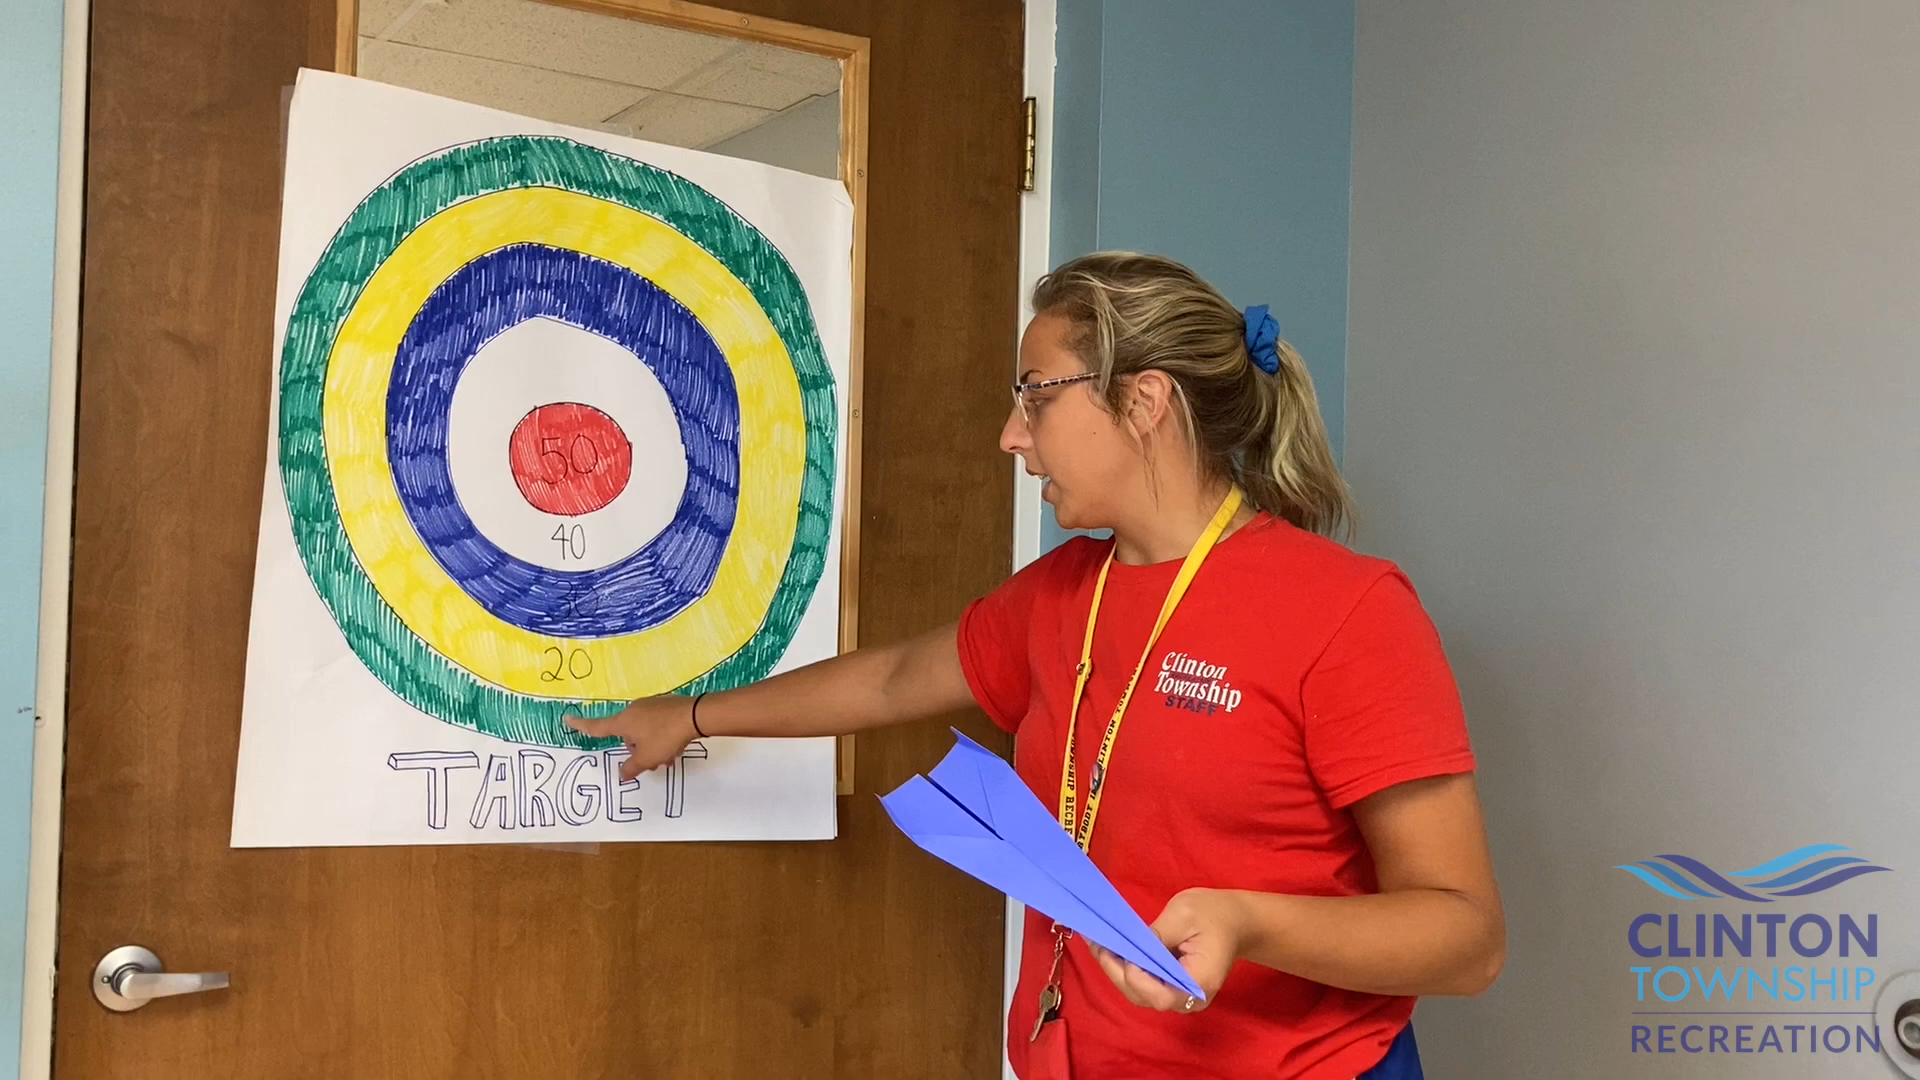 50
40
30
20
TARGET
Clinton
Township
STAFF
CLINTON
TOWNSHIP
RECREATION